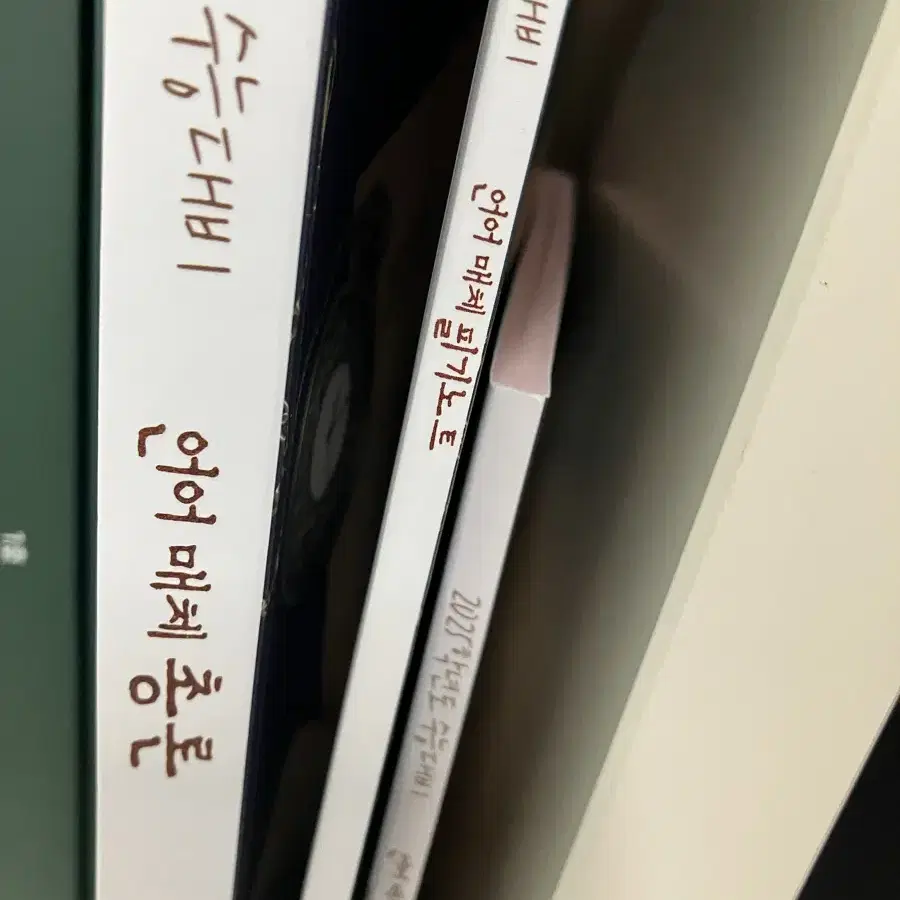 수능대비
언어 매체 총론
대비
언어 매체 필기노트
2025학년도 수능대비